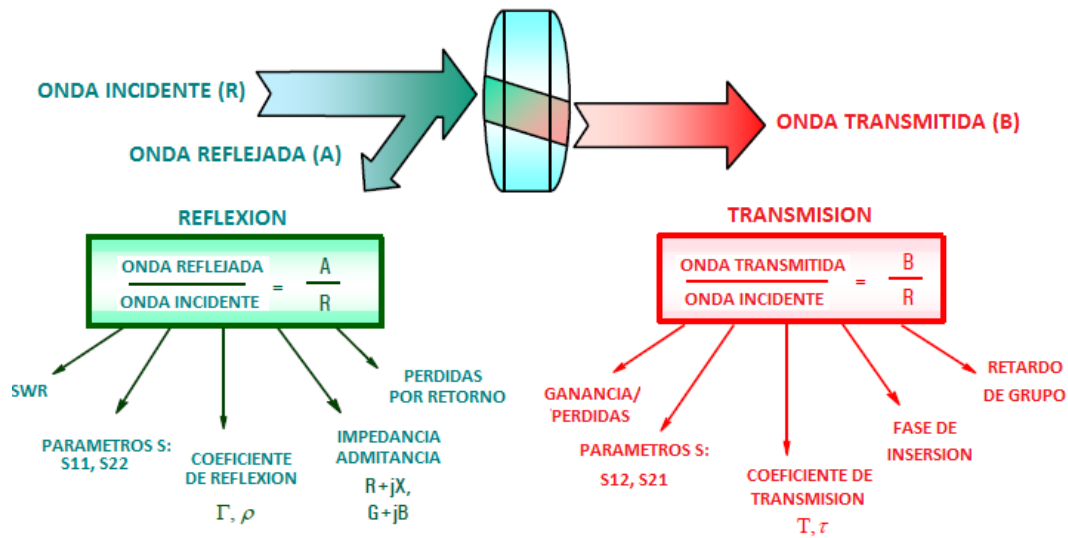 ONDA INCIDENTE (R)
ONDA REFLEJADA (A)
ONDA TRANSMITIDA (B)
REFLEXION
ONDA REFLEJADA
ONDA INCIDENTE
=
A
R
SWR
PARAMETROS S:
S11, S22
COEFICIENTE
DE REFLEXION
Γ, ρ
IMPEDANCIA
ADMITANCIA
R+jX,
G+jB
PERDIDAS
POR RETORNO
TRANSMISION
ONDA TRANSMITIDA
ONDA INCIDENTE
=
B
R
GANANCIA/
PERDIDAS
PARAMETROS S:
S12, S21
COEFICIENTE DE
TRANSMISION
T, τ
FASE DE
INSERSION
RETARDO
DE GRUPO